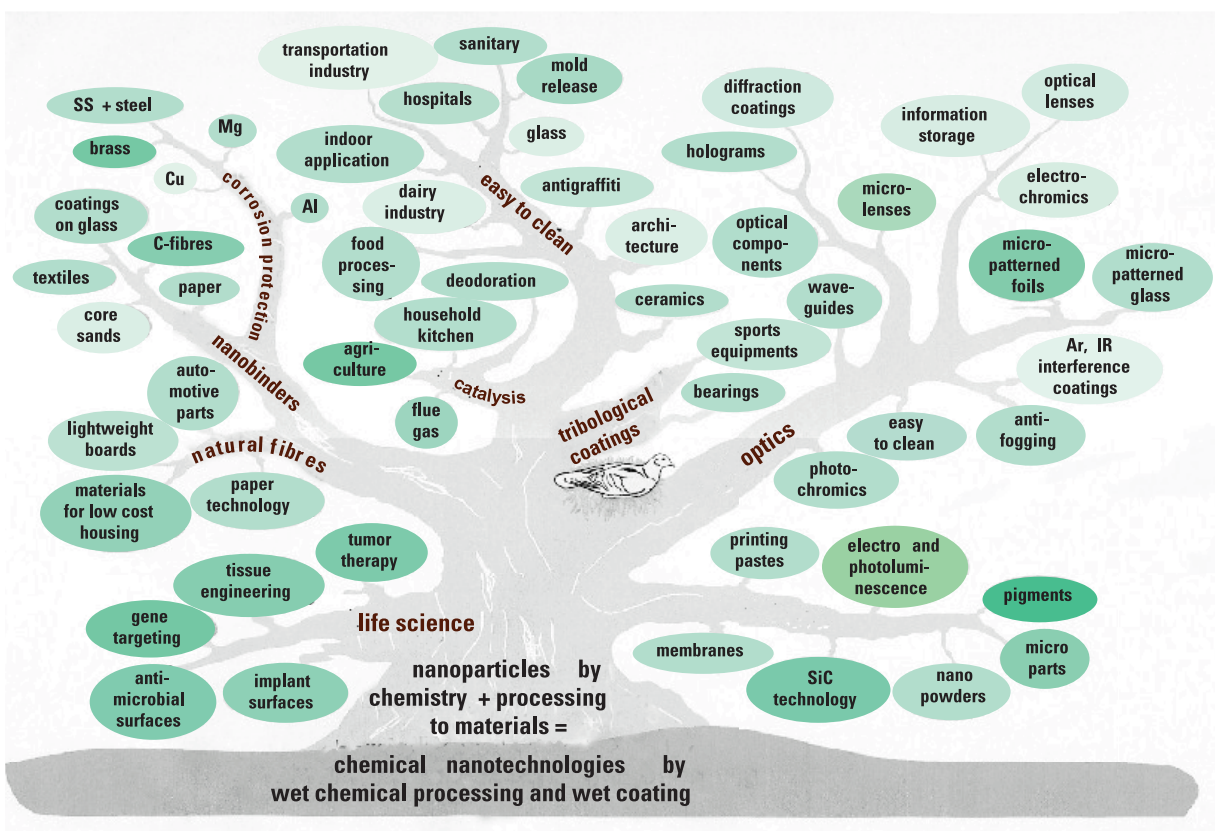 transportation
industry
sanitary
mold
release
hospitals
glass
indoor
application
dairy
industry
antigraffiti
easy to clean
archi-
tecture
food
proces-
sing
deodoration
household
kitchen
ceramics
agri-
culture
catalysis
flue
gas
SS + steel
Mg
brass
Cu
Al
corrosion protection
coatings
on glass
C-fibres
textiles
paper
core
sands
nanobinders
auto-
motive
parts
lightweight
boards
natural fibres
materials
for low cost
housing
paper
technology
diffraction
coatings
optical
lenses
information
storage
holograms
micro-
lenses
electro-
chromics
optical
compo-
nents
micro-
patterned
foils
micro-
patterned
glass
wave-
guides
sports
equipments
bearings
tribological
coatings
Ar, IR
interference
coatings
optics
easy
to clean
anti-
fogging
photo-
chromics
tumor
therapy
tissue
engineering
gene
targeting
life science
anti-
microbial
surfaces
implant
surfaces
printing
pastes
electro and
photolumi-
nescence
pigments
membranes
SiC
technology
nano
powders
micro
parts
nanoparticles by
chemistry + processing
to materials =
chemical nanotechnologies by
wet chemical processing and wet coating